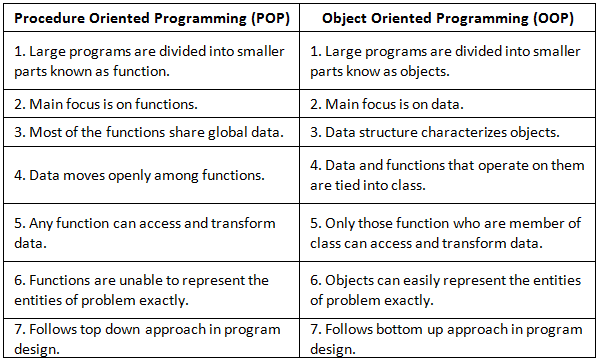 Procedure Oriented Programming (POP)
Object Oriented Programming (OOP)
1. Large programs are divided into smaller
parts known as function.
1. Large programs are divided into smaller
parts know as objects.
2. Main focus is on functions.
2. Main focus is on data.
3. Most of the functions share global data.
3. Data structure characterizes objects.
4. Data moves openly among functions.
4. Data and functions that operate on them
are tied into class.
5. Any function can access and transform
data.
5. Only those function who are member of
class can access and transform data.
6. Functions are unable to represent the
entities of problem exactly.
6. Objects can easily represent the entities
of problem exactly.
7. Follows top down approach in program
design.
7. Follows bottom up approach in program
design.